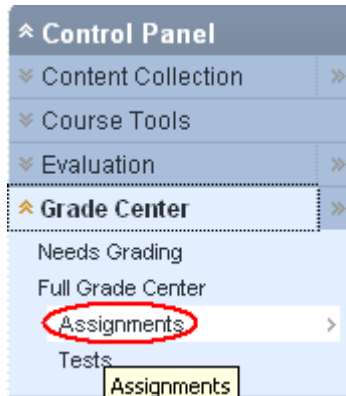 Control Panel
Content Collection
Course Tools
Evaluation
Grade Center
Needs Grading
Full Grade Center
Assignments
Tests
Assignments